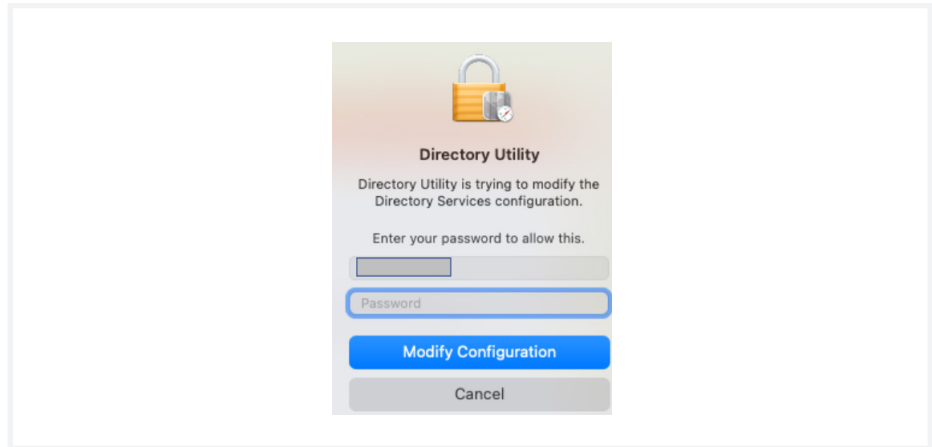 Directory Utility
Directory Utility is trying to modify the
Directory Services configuration.
Enter your password to allow this.
Password
Modify Configuration
Cancel